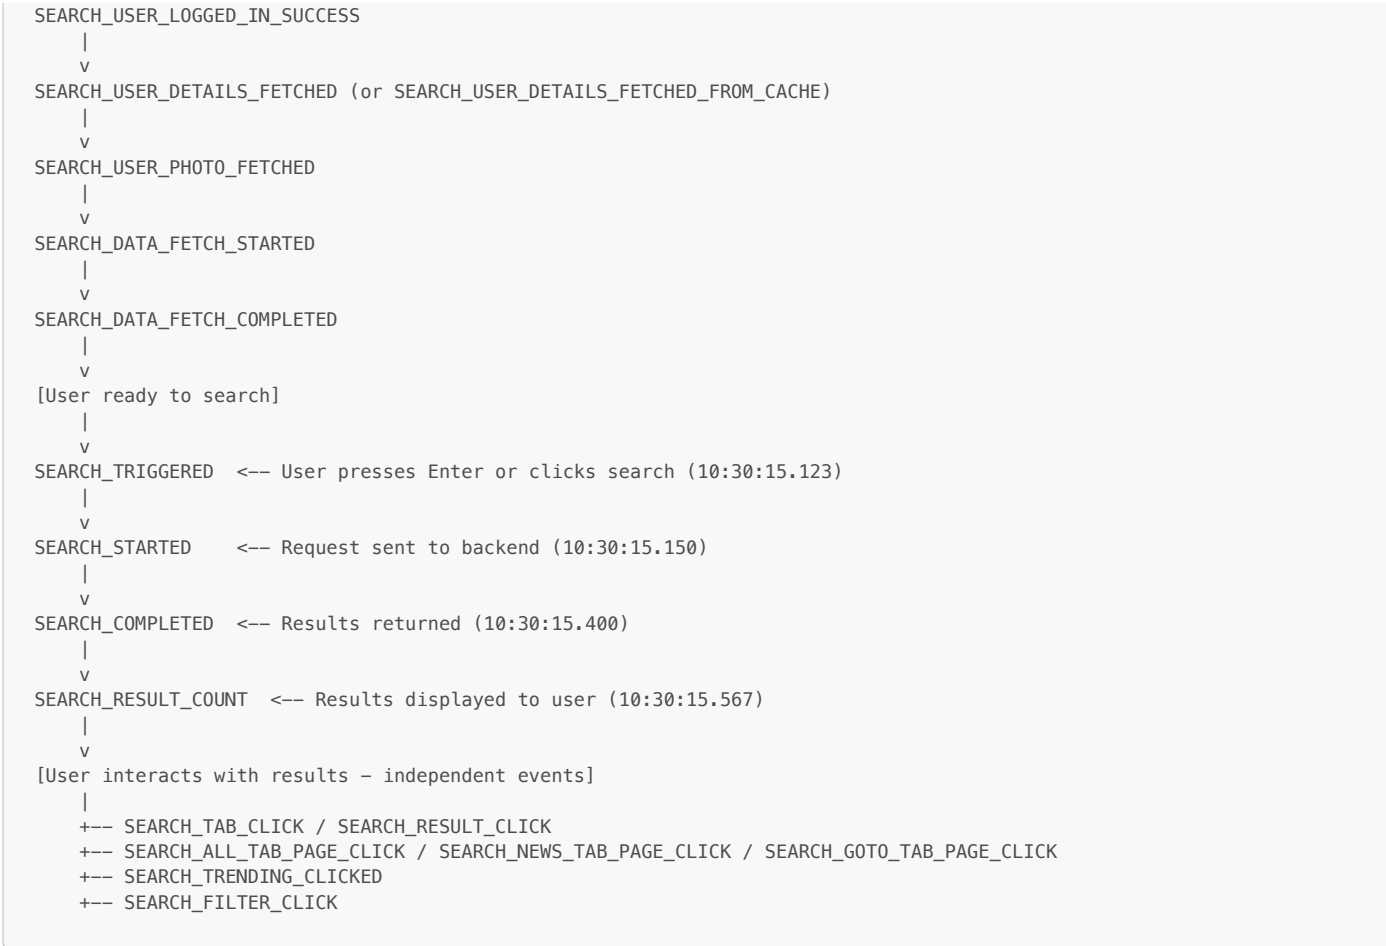 SEARCH_USER_LOGGED_IN_SUCCESS
|
v
SEARCH_USER_DETAILS_FETCHED (or SEARCH_USER_DETAILS_FETCHED_FROM_CACHE)
|
v
SEARCH_USER_PHOTO_FETCHED
|
v
SEARCH_DATA_FETCH_STARTED
|
v
SEARCH_DATA_FETCH_COMPLETED
|
v
[User ready to search]
|
v
SEARCH_TRIGGERED  <-- User presses Enter or clicks search (10:30:15.123)
|
v
SEARCH_STARTED    <-- Request sent to backend (10:30:15.150)
|
v
SEARCH_COMPLETED  <-- Results returned (10:30:15.400)
|
v
SEARCH_RESULT_COUNT  <-- Results displayed to user (10:30:15.567)
|
v
[User interacts with results - independent events]
|
+-- SEARCH_TAB_CLICK / SEARCH_RESULT_CLICK
+-- SEARCH_ALL_TAB_PAGE_CLICK / SEARCH_NEWS_TAB_PAGE_CLICK / SEARCH_GOTO_TAB_PAGE_CLICK
+-- SEARCH_TRENDING_CLICKED
+-- SEARCH_FILTER_CLICK